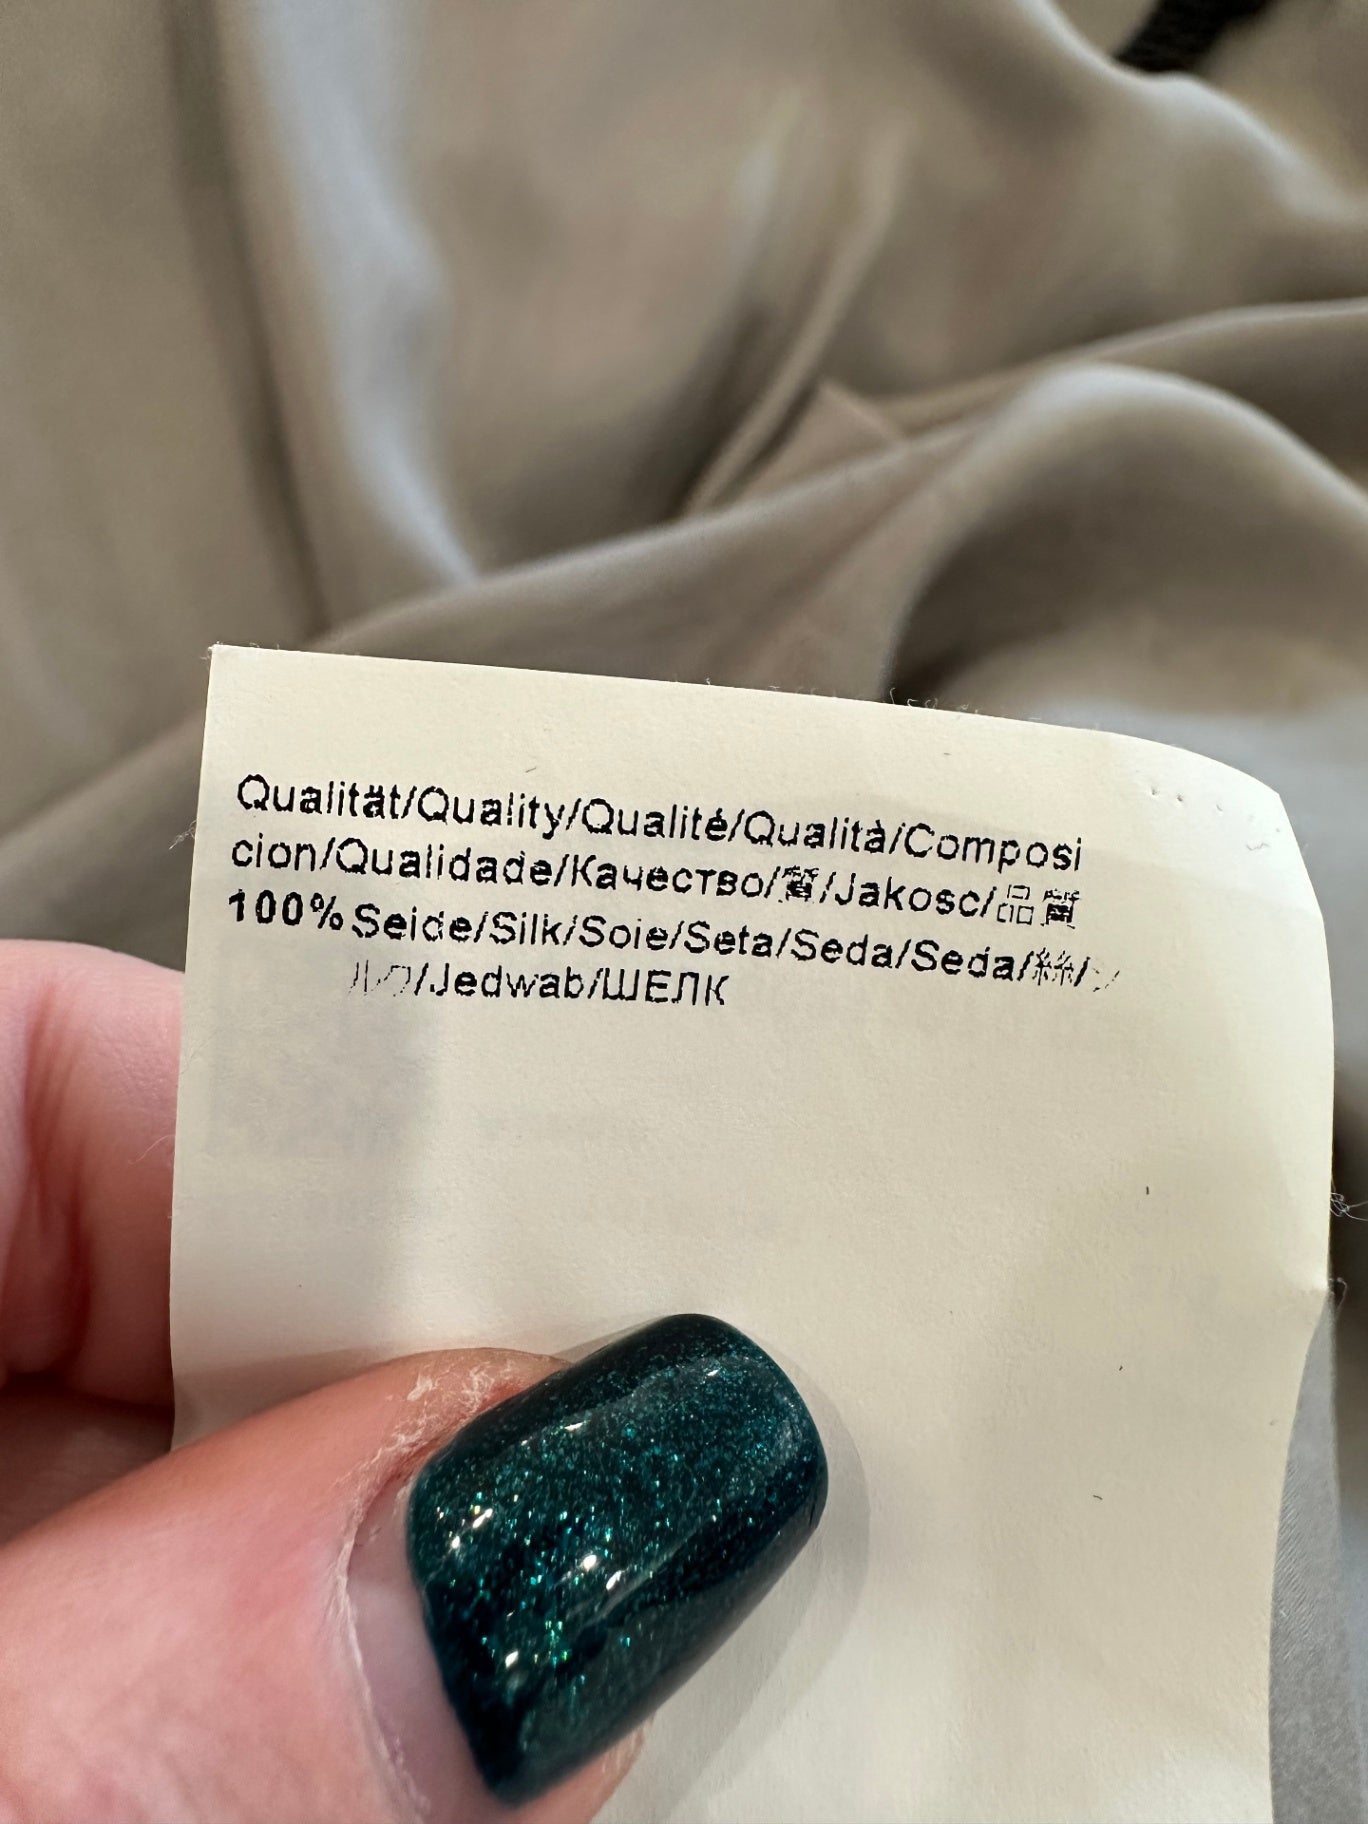 Qualität/Quality/Qualité/Qualità/Composi
cion/Qualidade/Качество/質/Jakosc/品質
100% Seide/Silk/Soie/Seta/Seda/Seda/絲/シ
ルク/Jedwab/ШЕЛК